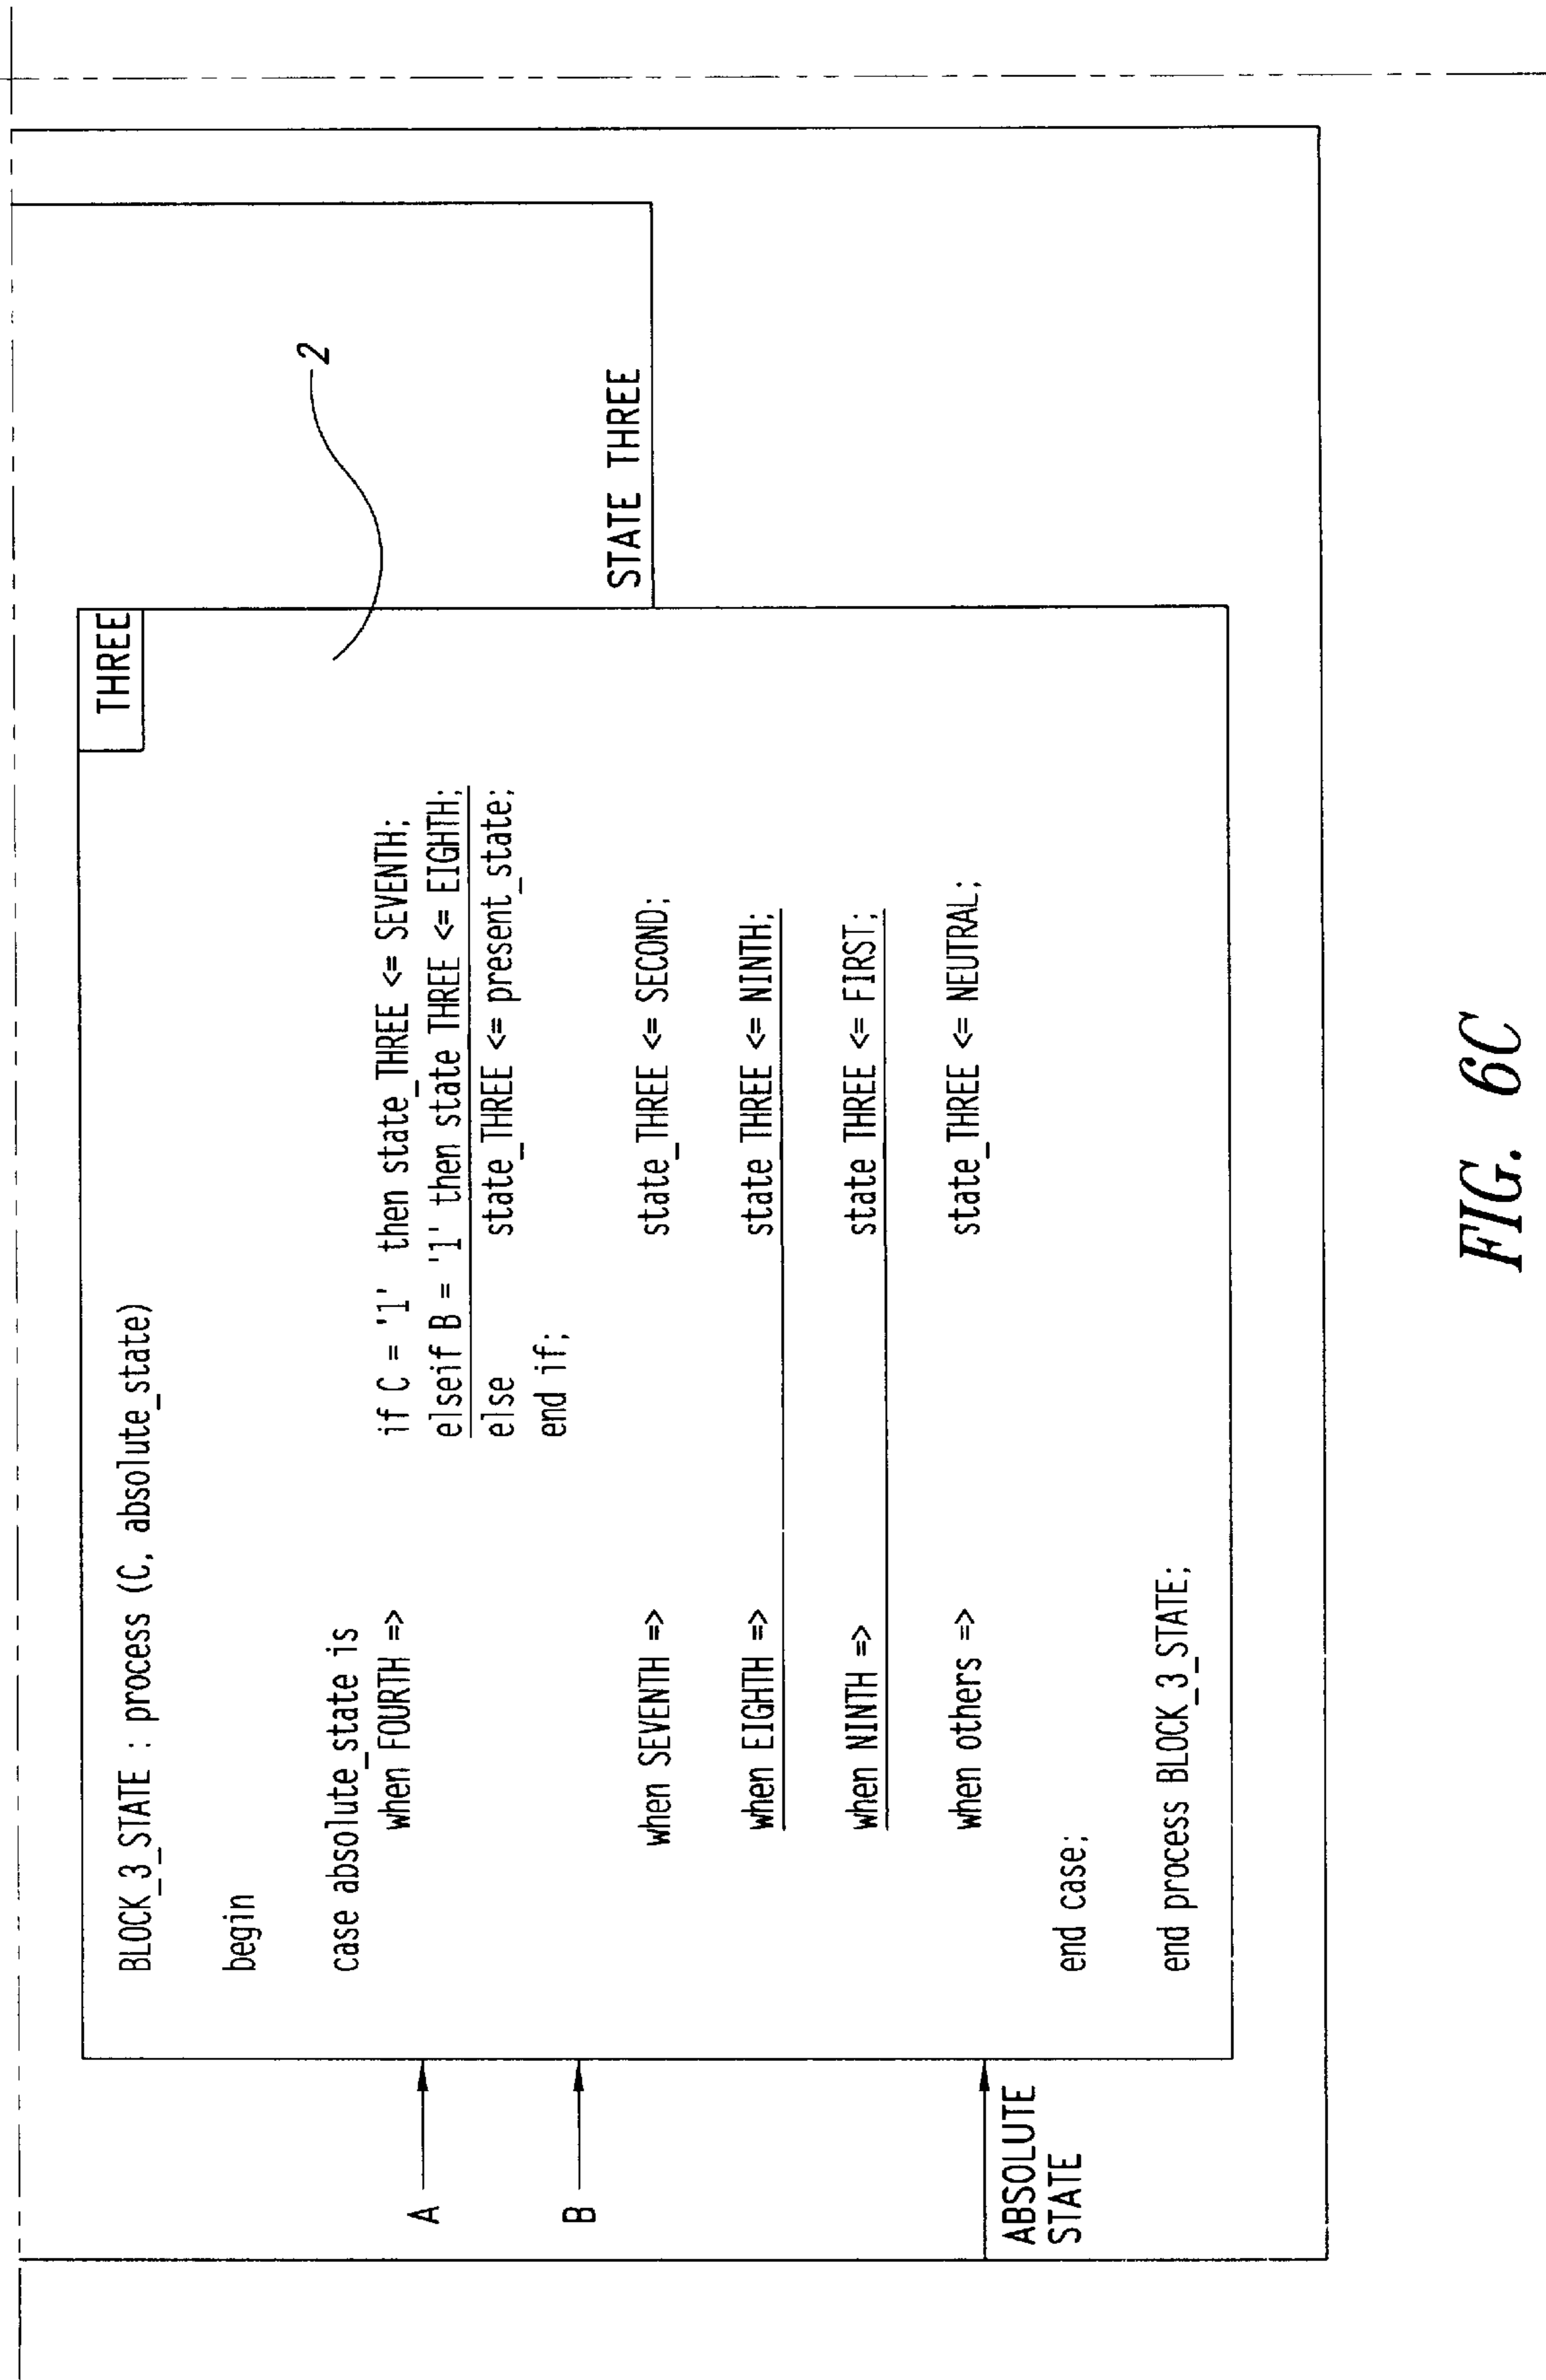 THREE
BLOCK_3_STATE : process (C, absolute_state)
begin
case absolute_state is
when FOURTH => if C = '1' then state_THREE <= SEVENTH;
elseif B = '1' then state_THREE <= EIGHTH;
else state_THREE <= present_state;
end if;
when SEVENTH => state_THREE <= SECOND;
when EIGHTH => state_THREE <= NINTH;
when NINTH => state_THREE <= FIRST;
when others => state_THREE <= NEUTRAL;
end case;
end process BLOCK_3_STATE;
A
B
ABSOLUTE
STATE
2
STATE THREE
FIG. 6C